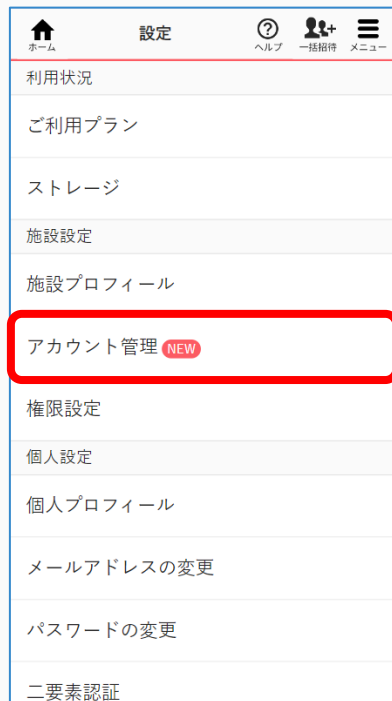 設定
ホーム
ヘルプ
一括招待
メニュー
利用状況
ご利用プラン
ストレージ
施設設定
施設プロフィール
アカウント管理 NEW
権限設定
個人設定
個人プロフィール
メールアドレスの変更
パスワードの変更
二要素認証